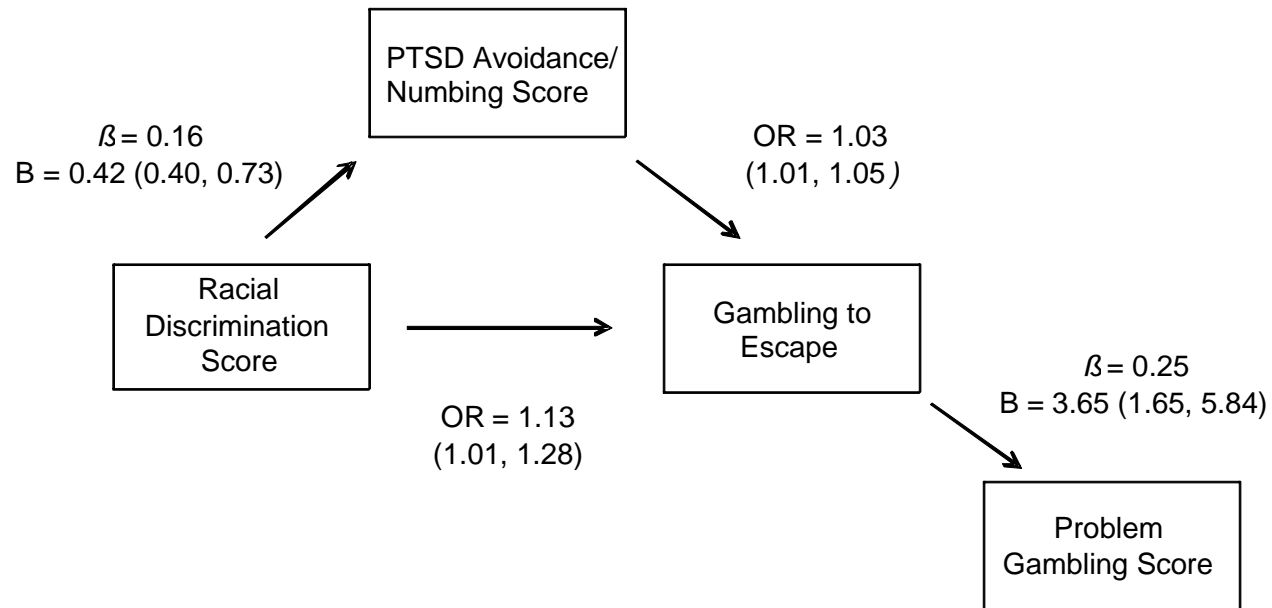 PTSD Avoidance/
Numbing Score
ß = 0.16
B = 0.42 (0.40, 0.73)
OR = 1.03
(1.01, 1.05)
Racial
Discrimination
Score
Gambling to
Escape
OR = 1.13
(1.01, 1.28)
ß = 0.25
B = 3.65 (1.65, 5.84)
Problem
Gambling Score